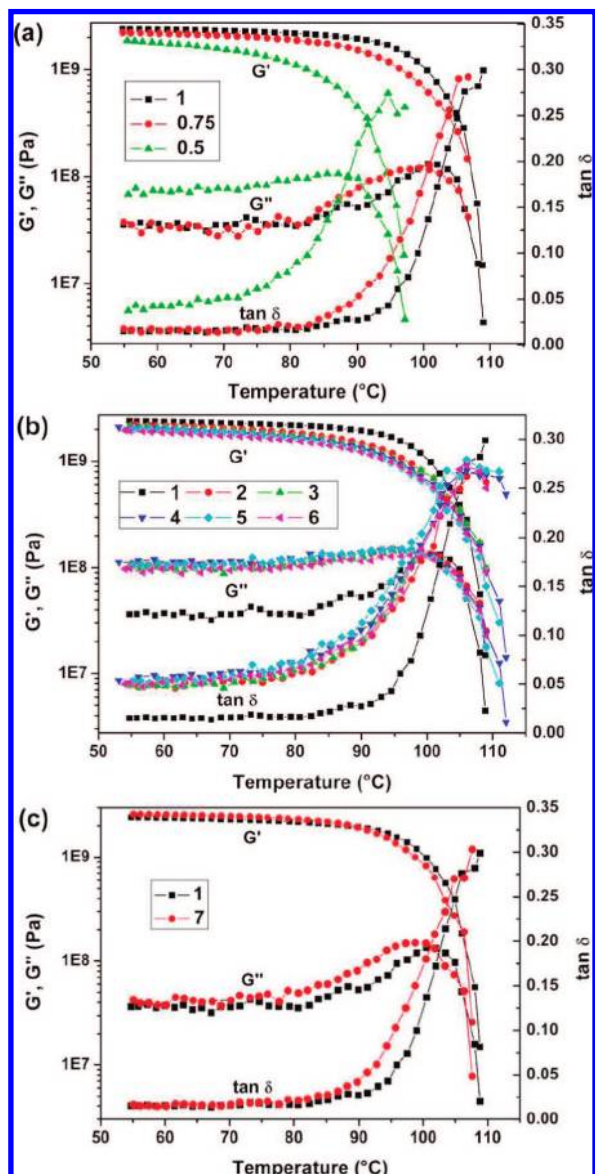 (a)
G', G'' (Pa)
1E9
1E8
1E7
0.35
0.30
0.25
0.20
0.15
0.10
0.05
0.00
tan δ
G'
1
0.75
0.5
G''
tan δ
50 60 70 80 90 100 110
Temperature (°C)
(b)
G', G'' (Pa)
1E9
1E8
1E7
0.30
0.25
0.20
0.15
0.10
0.05
0.00
tan δ
G'
1 2 3
4 5 6
G''
tan δ
50 60 70 80 90 100 110
Temperature (°C)
(c)
G', G'' (Pa)
1E9
1E8
1E7
0.35
0.30
0.25
0.20
0.15
0.10
0.05
0.00
tan δ
G'
1
7
G''
tan δ
50 60 70 80 90 100 110
Temperature (°C)